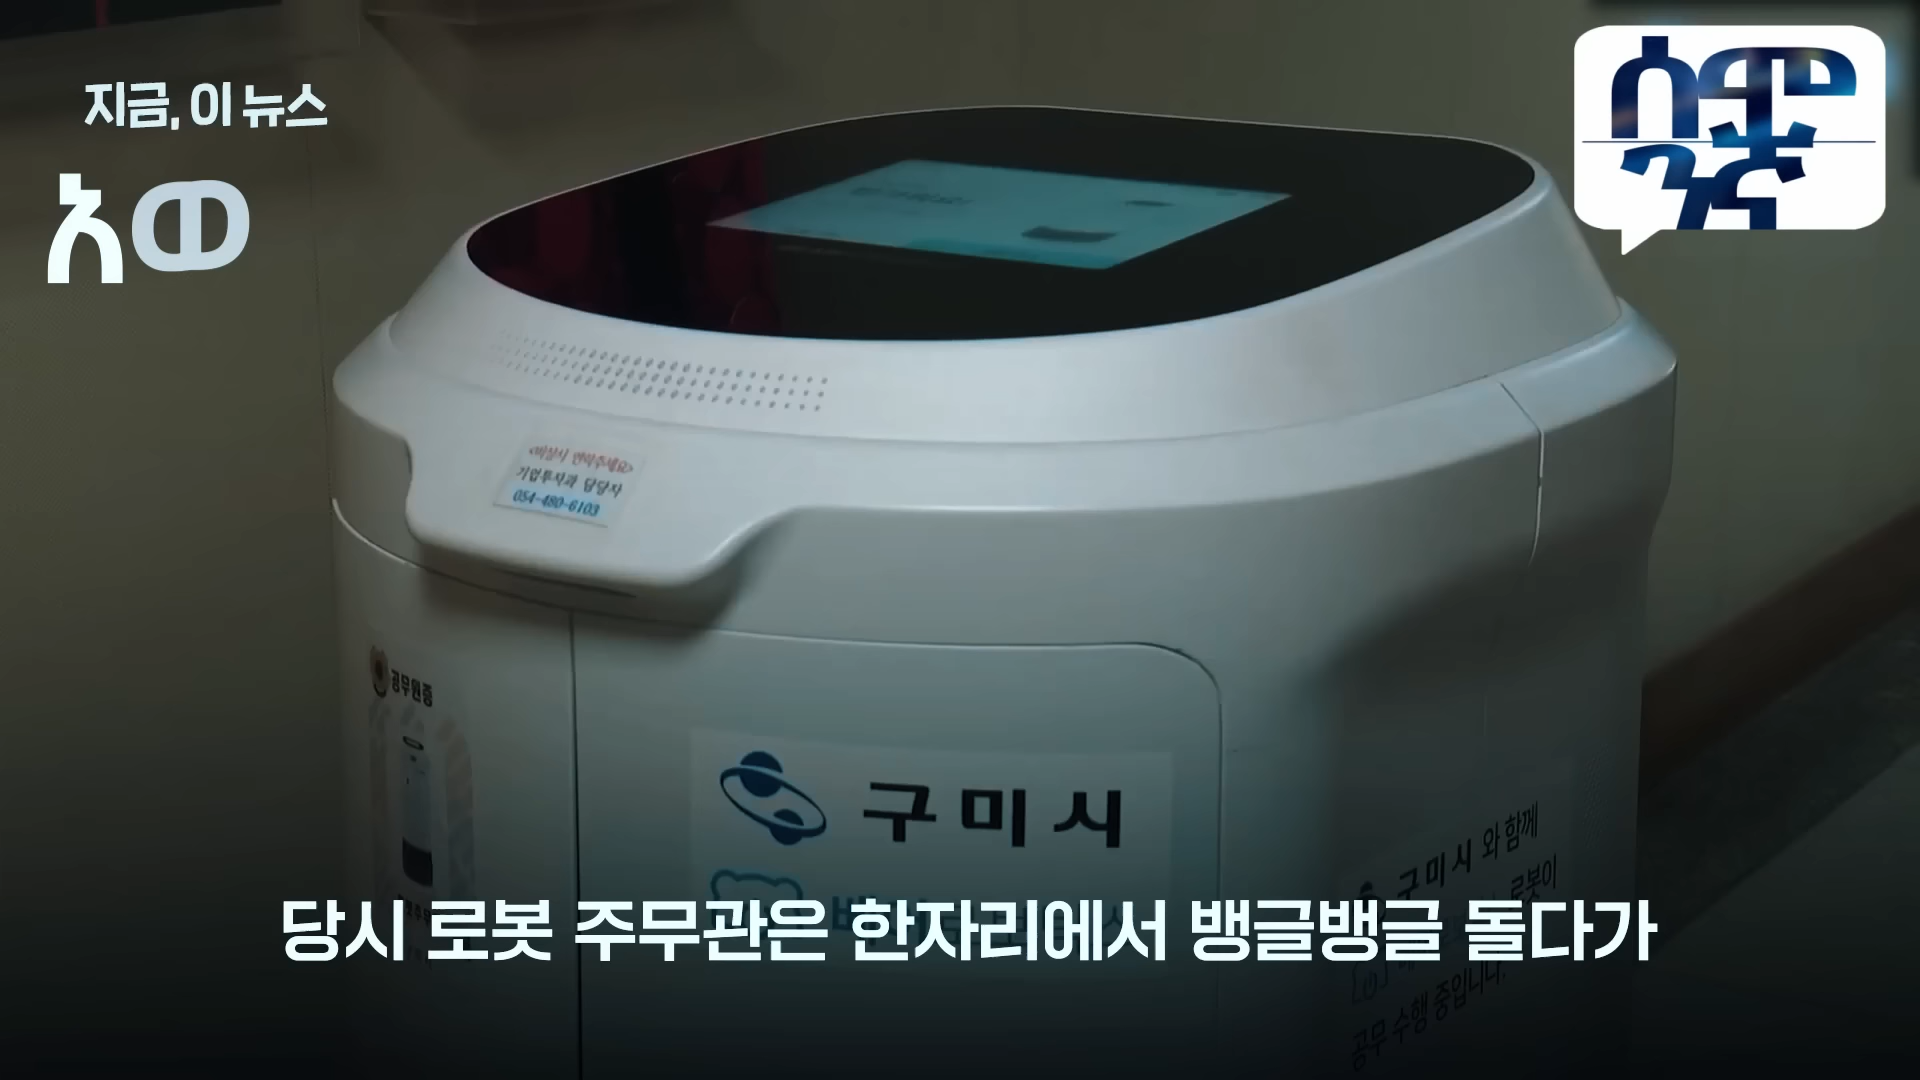 지금, 이 뉴스
አወ
ሰሞ
ኛ
<비상시 연락주세요>
기업투자과 담당자
054-480-6103
공무원증
구미시
구미시 와 함께
로봇이
공무 수행 중입니다.
당시 로봇 주무관은 한자리에서 뱅글뱅글 돌다가